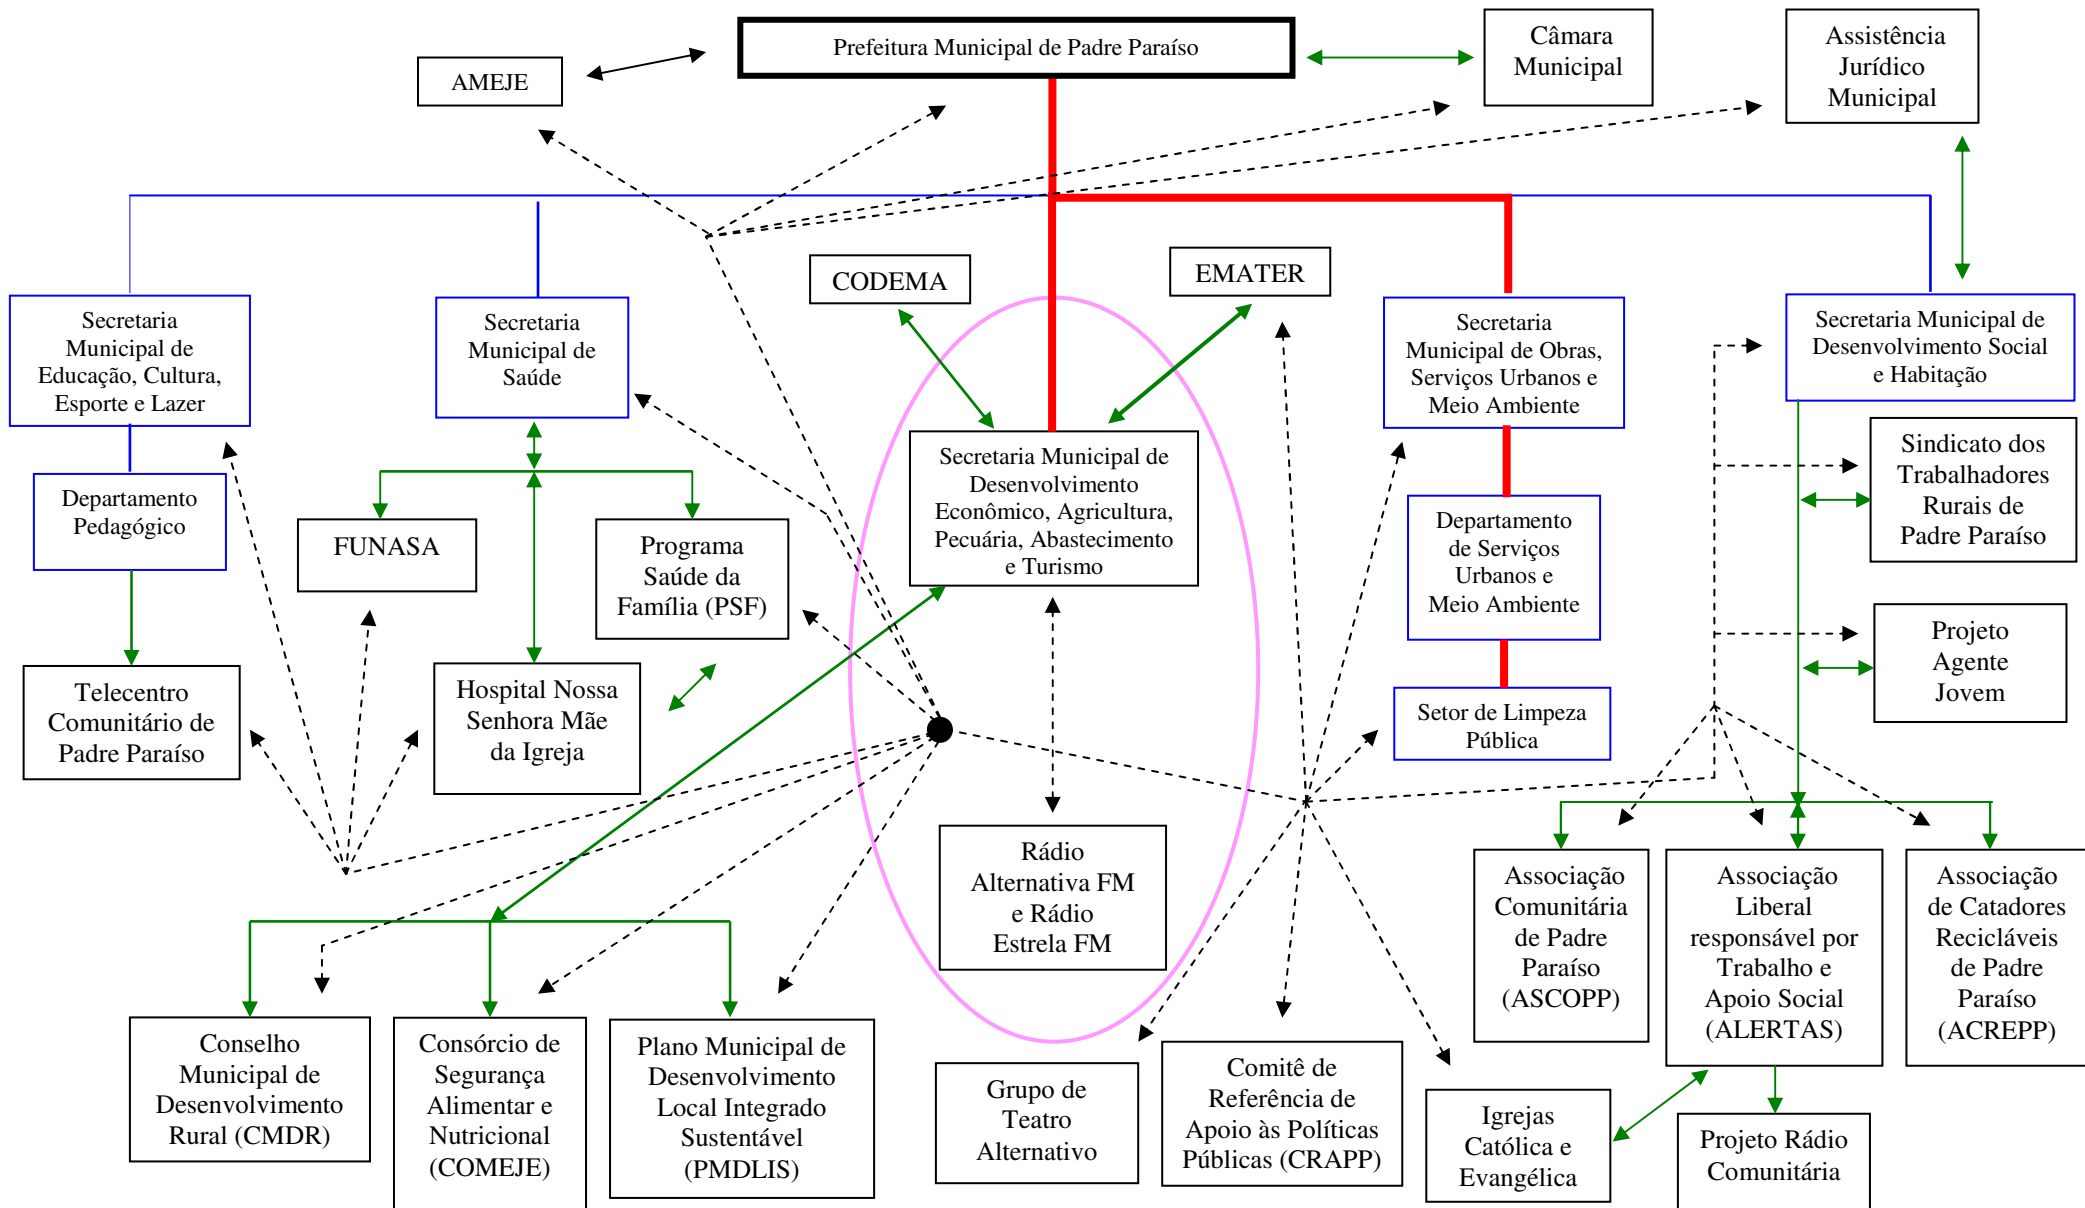 Prefeitura Municipal de Padre Paraíso
Câmara
Municipal
Assistência
Jurídico
Municipal
AMEJE
CODEMA
EMATER
Secretaria
Municipal de
Educação, Cultura,
Esporte e Lazer
Secretaria
Municipal de
Saúde
Secretaria
Municipal de Obras,
Serviços Urbanos e
Meio Ambiente
Secretaria Municipal de
Desenvolvimento Social
e Habitação
Secretaria Municipal de
Desenvolvimento
Econômico, Agricultura,
Pecuária, Abastecimento
e Turismo
Sindicato dos
Trabalhadores
Rurais de
Padre Paraíso
Departamento
Pedagógico
FUNASA
Programa
Saúde da
Família (PSF)
Departamento
de Serviços
Urbanos e
Meio Ambiente
Projeto
Agente
Jovem
Telecentro
Comunitário de
Padre Paraíso
Hospital Nossa
Senhora Mãe
da Igreja
Setor de Limpeza
Pública
Rádio
Alternativa FM
e Rádio
Estrela FM
Associação
Comunitária
de Padre
Paraíso
(ASCOPP)
Associação
Liberal
responsável por
Trabalho e
Apoio Social
(ALERTAS)
Associação
de Catadores
Recicláveis
de Padre
Paraíso
(ACREPP)
Conselho
Municipal de
Desenvolvimento
Rural (CMDR)
Consórcio de
Segurança
Alimentar e
Nutricional
(COMEJE)
Plano Municipal de
Desenvolvimento
Local Integrado
Sustentável
(PMDLIS)
Grupo de
Teatro
Alternativo
Comitê de
Referência de
Apoio às Políticas
Públicas (CRAPP)
Igrejas
Católica e
Evangélica
Projeto Rádio
Comunitária